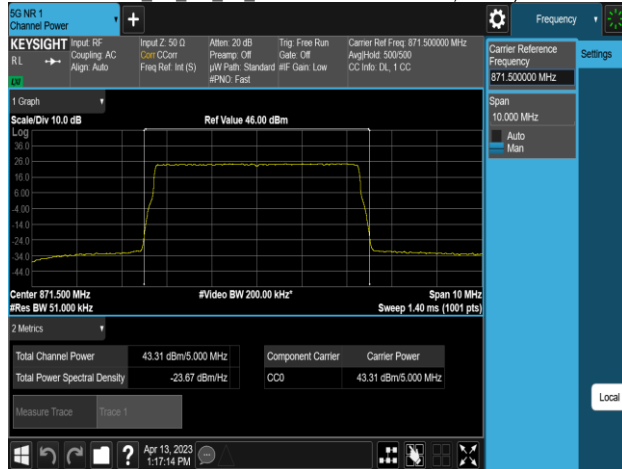 5G NR 1
Channel Power
Frequency
KEYSIGHT
RL
LW
Input: RF
Coupling: AC
Align: Auto
Input Z: 50 Ω
Corr CCorr
Freq Ref: Int (S)
Atten: 20 dB
Preamp: Off
µW Path: Standard
#PNO: Fast
Trig: Free Run
Gate: Off
#IF Gain: Low
Carrier Ref Freq: 871.500000 MHz
Avg|Hold: 500/500
CC Info: DL, 1 CC
Carrier Reference
Frequency
871.500000 MHz
Settings
Span
10.000 MHz
Auto
Man
1 Graph
Scale/Div 10.0 dB
Ref Value 46.00 dBm
Log
36.0
26.0
16.0
6.00
-4.00
-14.0
-24.0
-34.0
-44.0
Center 871.500 MHz
#Video BW 200.00 kHz*
Span 10 MHz
#Res BW 51.000 kHz
Sweep 1.40 ms (1001 pts)
2 Metrics
Total Channel Power 43.31 dBm/5.000 MHz
Total Power Spectral Density -23.67 dBm/Hz
Component Carrier Carrier Power
CC0 43.31 dBm/5.000 MHz
Measure Trace Trace 1
Local
?
Apr 13, 2023
1:17:14 PM